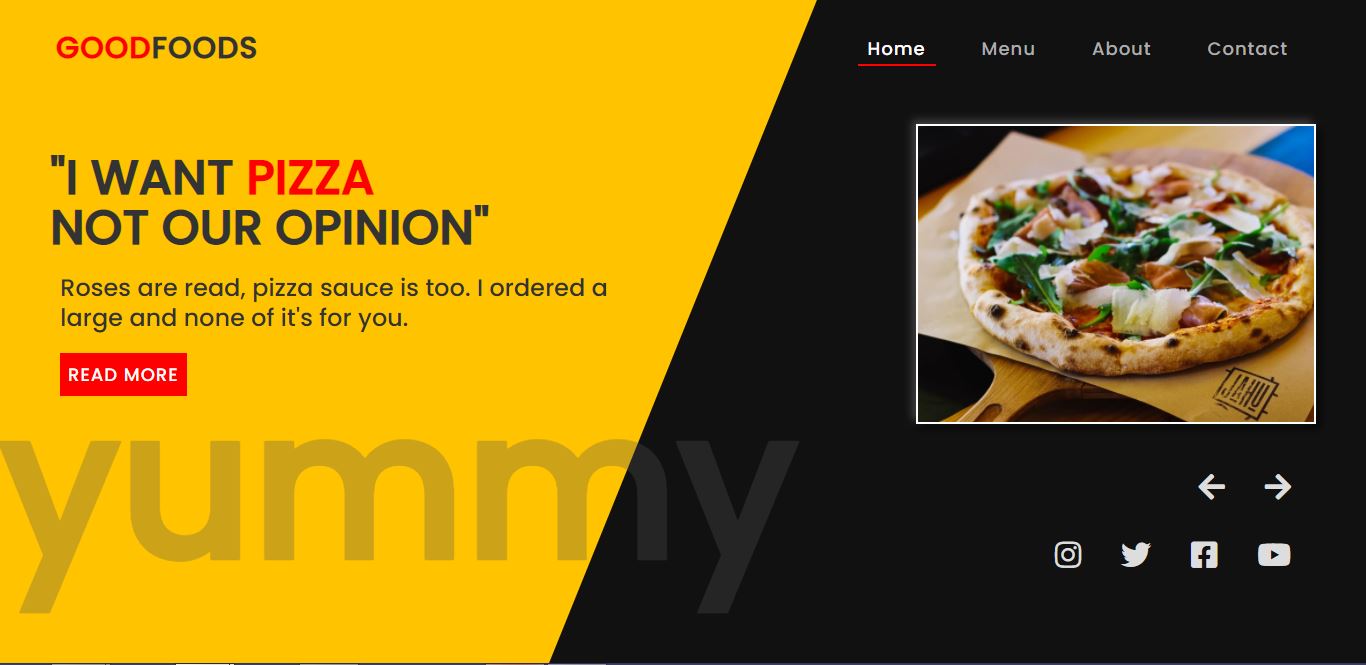 GOODFOODS
Home Menu About Contact
"I WANT PIZZA
NOT OUR OPINION"
Roses are read, pizza sauce is too. I ordered a
large and none of it's for you.
READ MORE
yummy
JAHU